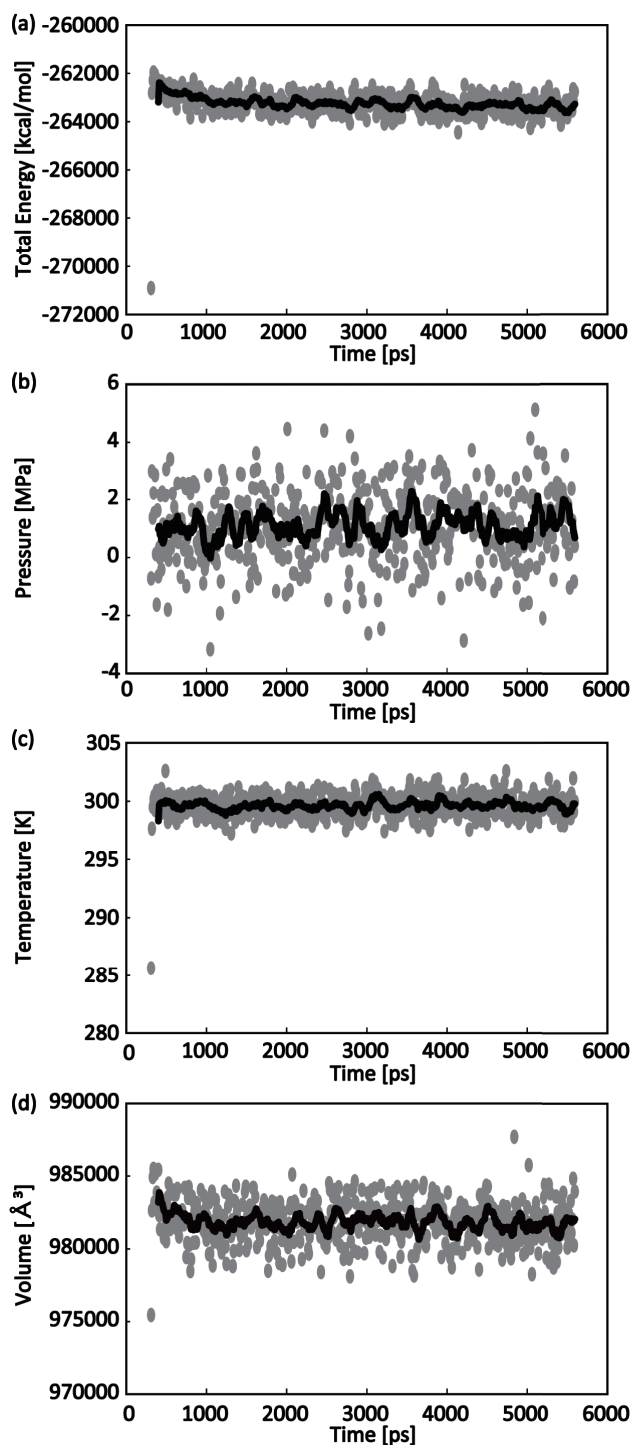 (a)
-260000
-262000
-264000
-266000
-268000
-270000
-272000
Total Energy [kcal/mol]
0 1000 2000 3000 4000 5000 6000
Time [ps]
(b)
6
4
2
0
-2
-4
Pressure [MPa]
0 1000 2000 3000 4000 5000 6000
Time [ps]
(c)
305
300
295
290
285
280
Temperature [K]
0 1000 2000 3000 4000 5000 6000
Time [ps]
(d)
990000
985000
980000
975000
970000
Volume [Å³]
0 1000 2000 3000 4000 5000 6000
Time [ps]